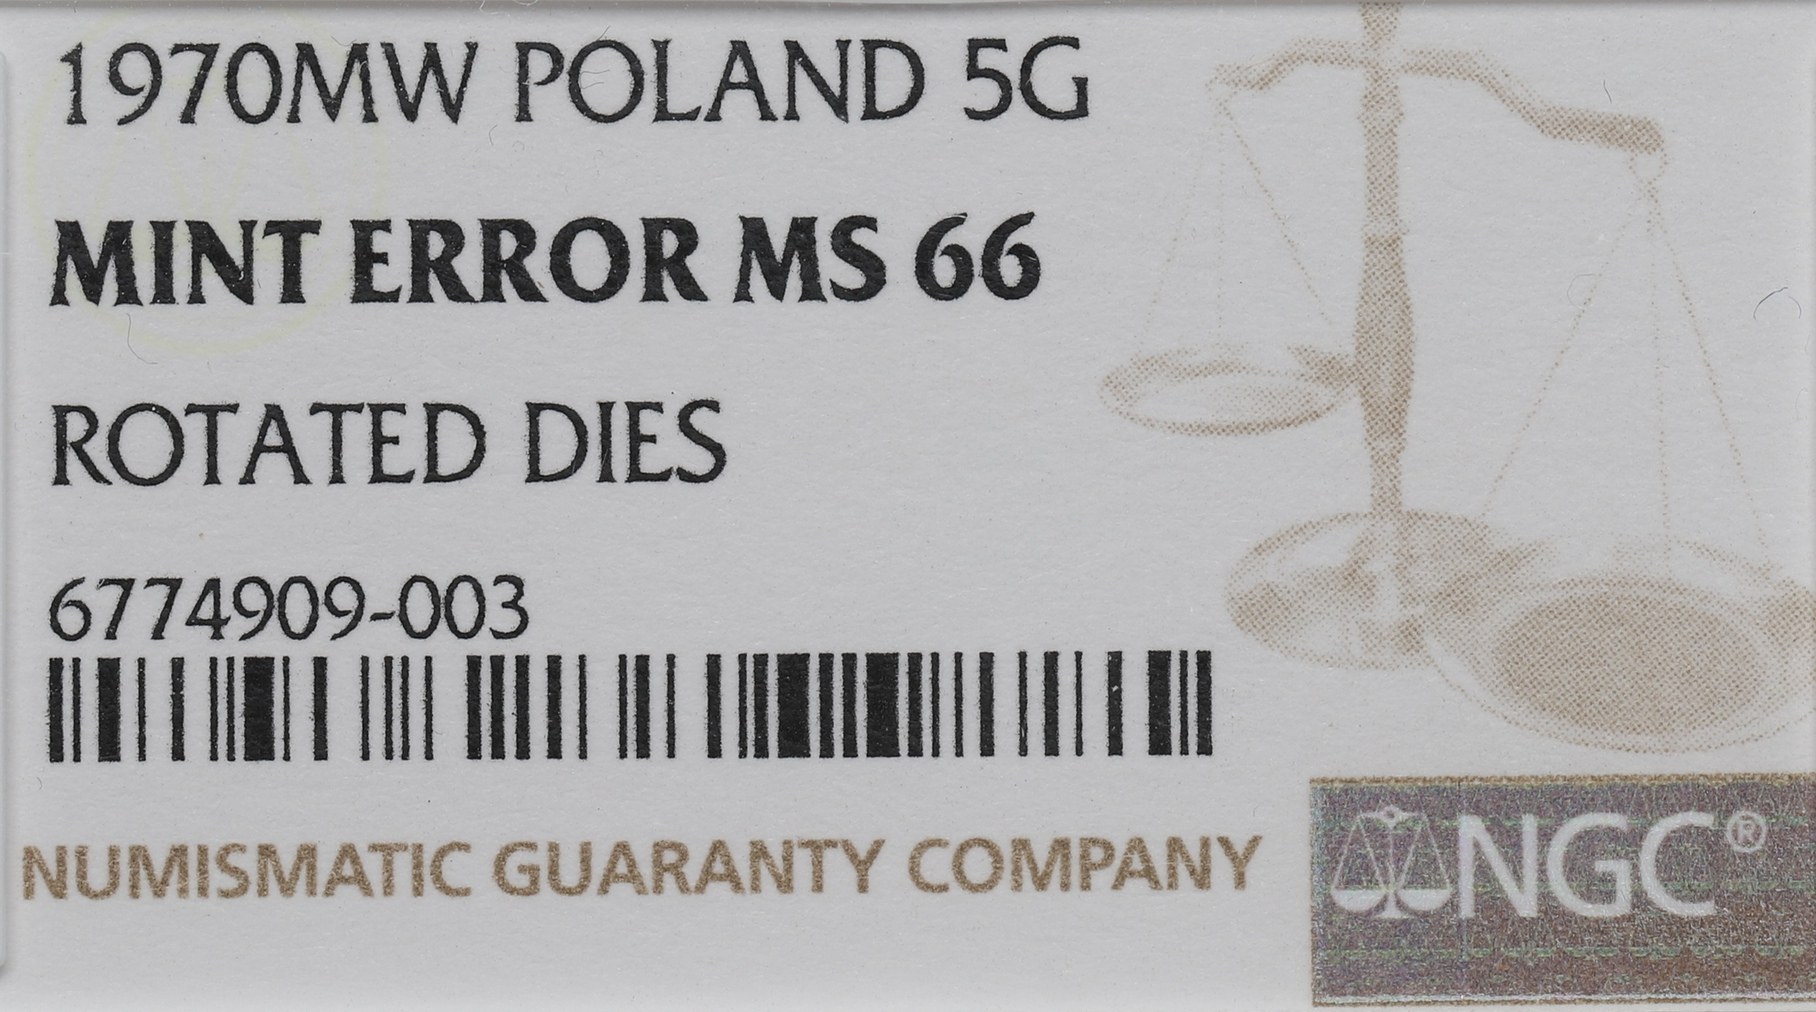 1970MW POLAND 5G
MINT ERROR MS 66
ROTATED DIES
6774909-003
NUMISMATIC GUARANTY COMPANY
NGC®